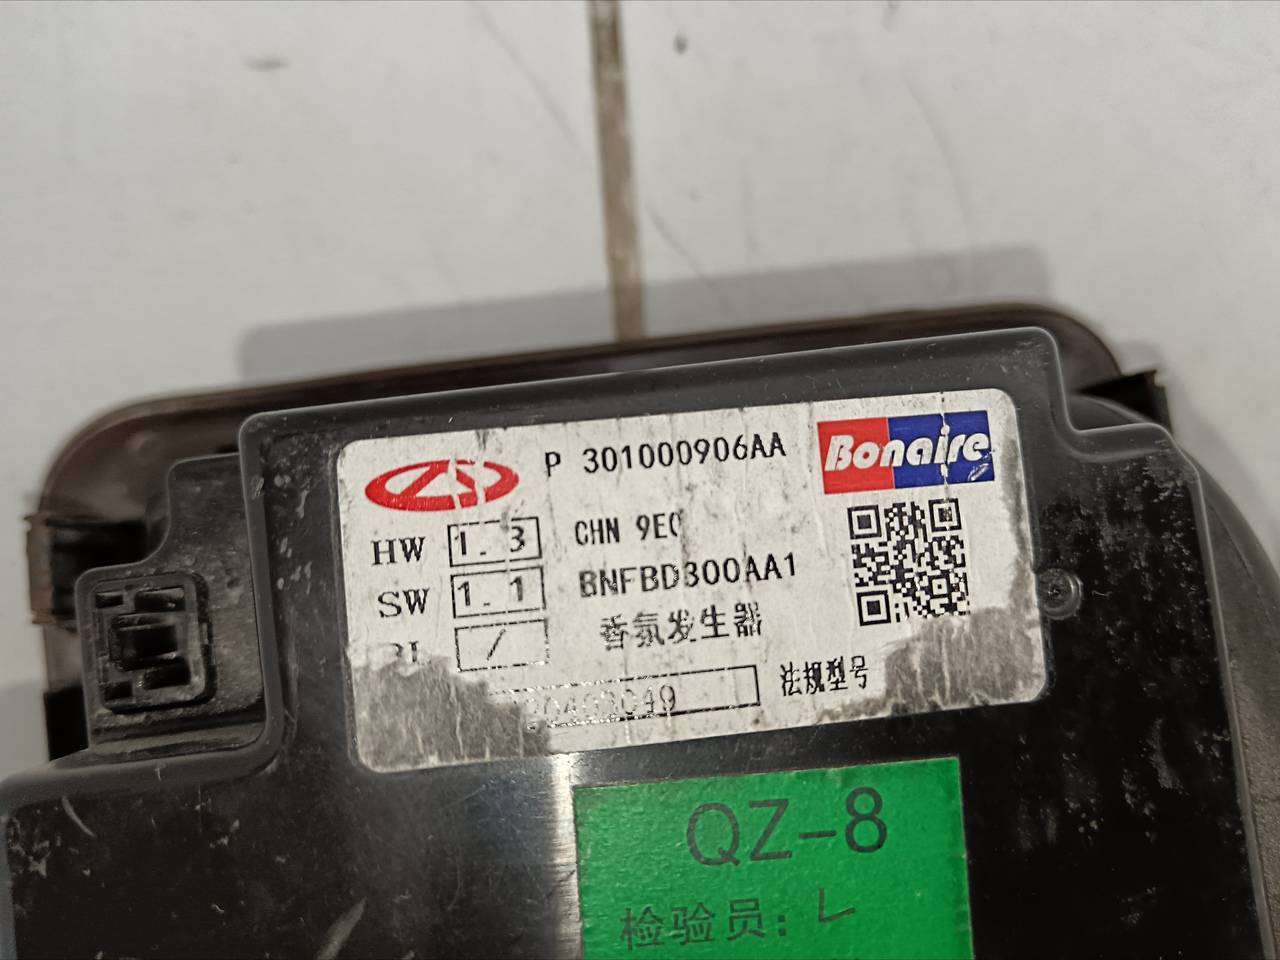 P 301000906AA
Bonaire
HW 1.3 CHN 9EQ
SW 1.1 BNFBD300AA1
/ 香氛发生器
法规型号
QZ-8
检验员: L